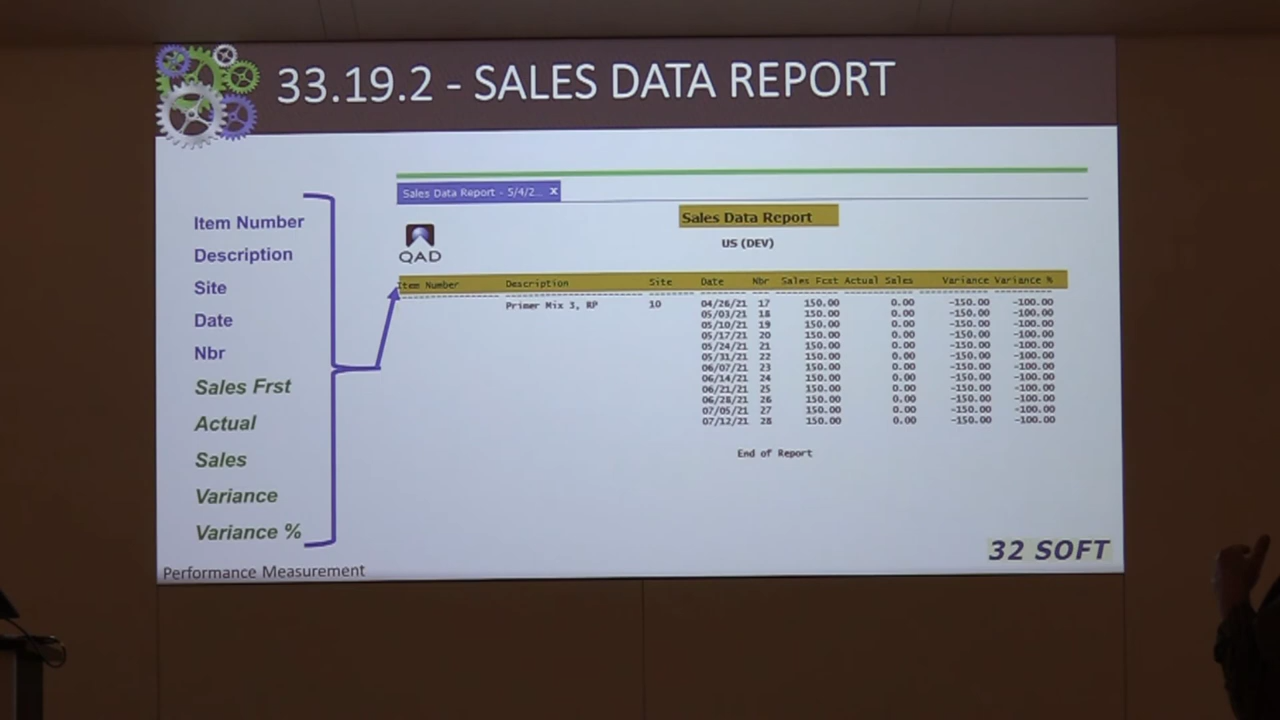 33.19.2 - SALES DATA REPORT
Item Number
Description
Site
Date
Nbr
Sales Frst
Actual
Sales
Variance
Variance %
Sales Data Report - 5/4/2... x
QAD
Sales Data Report
US (DEV)
Item Number Description Site Date Nbr Sales Fcst Actual Sales Variance Variance %
Primer Mix 3, RP 10 04/26/21 17 150.00 0.00 -150.00 -100.00
05/03/21 18 150.00 0.00 -150.00 -100.00
05/10/21 19 150.00 0.00 -150.00 -100.00
05/17/21 20 150.00 0.00 -150.00 -100.00
05/24/21 21 150.00 0.00 -150.00 -100.00
05/31/21 22 150.00 0.00 -150.00 -100.00
06/07/21 23 150.00 0.00 -150.00 -100.00
06/14/21 24 150.00 0.00 -150.00 -100.00
06/21/21 25 150.00 0.00 -150.00 -100.00
06/28/21 26 150.00 0.00 -150.00 -100.00
07/05/21 27 150.00 0.00 -150.00 -100.00
07/12/21 28 150.00 0.00 -150.00 -100.00
End of Report
32 SOFT
Performance Measurement